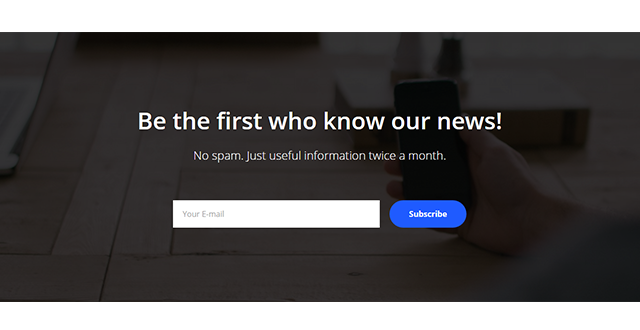 Be the first who know our news!
No spam. Just useful information twice a month.
Your E-mail
Subscribe